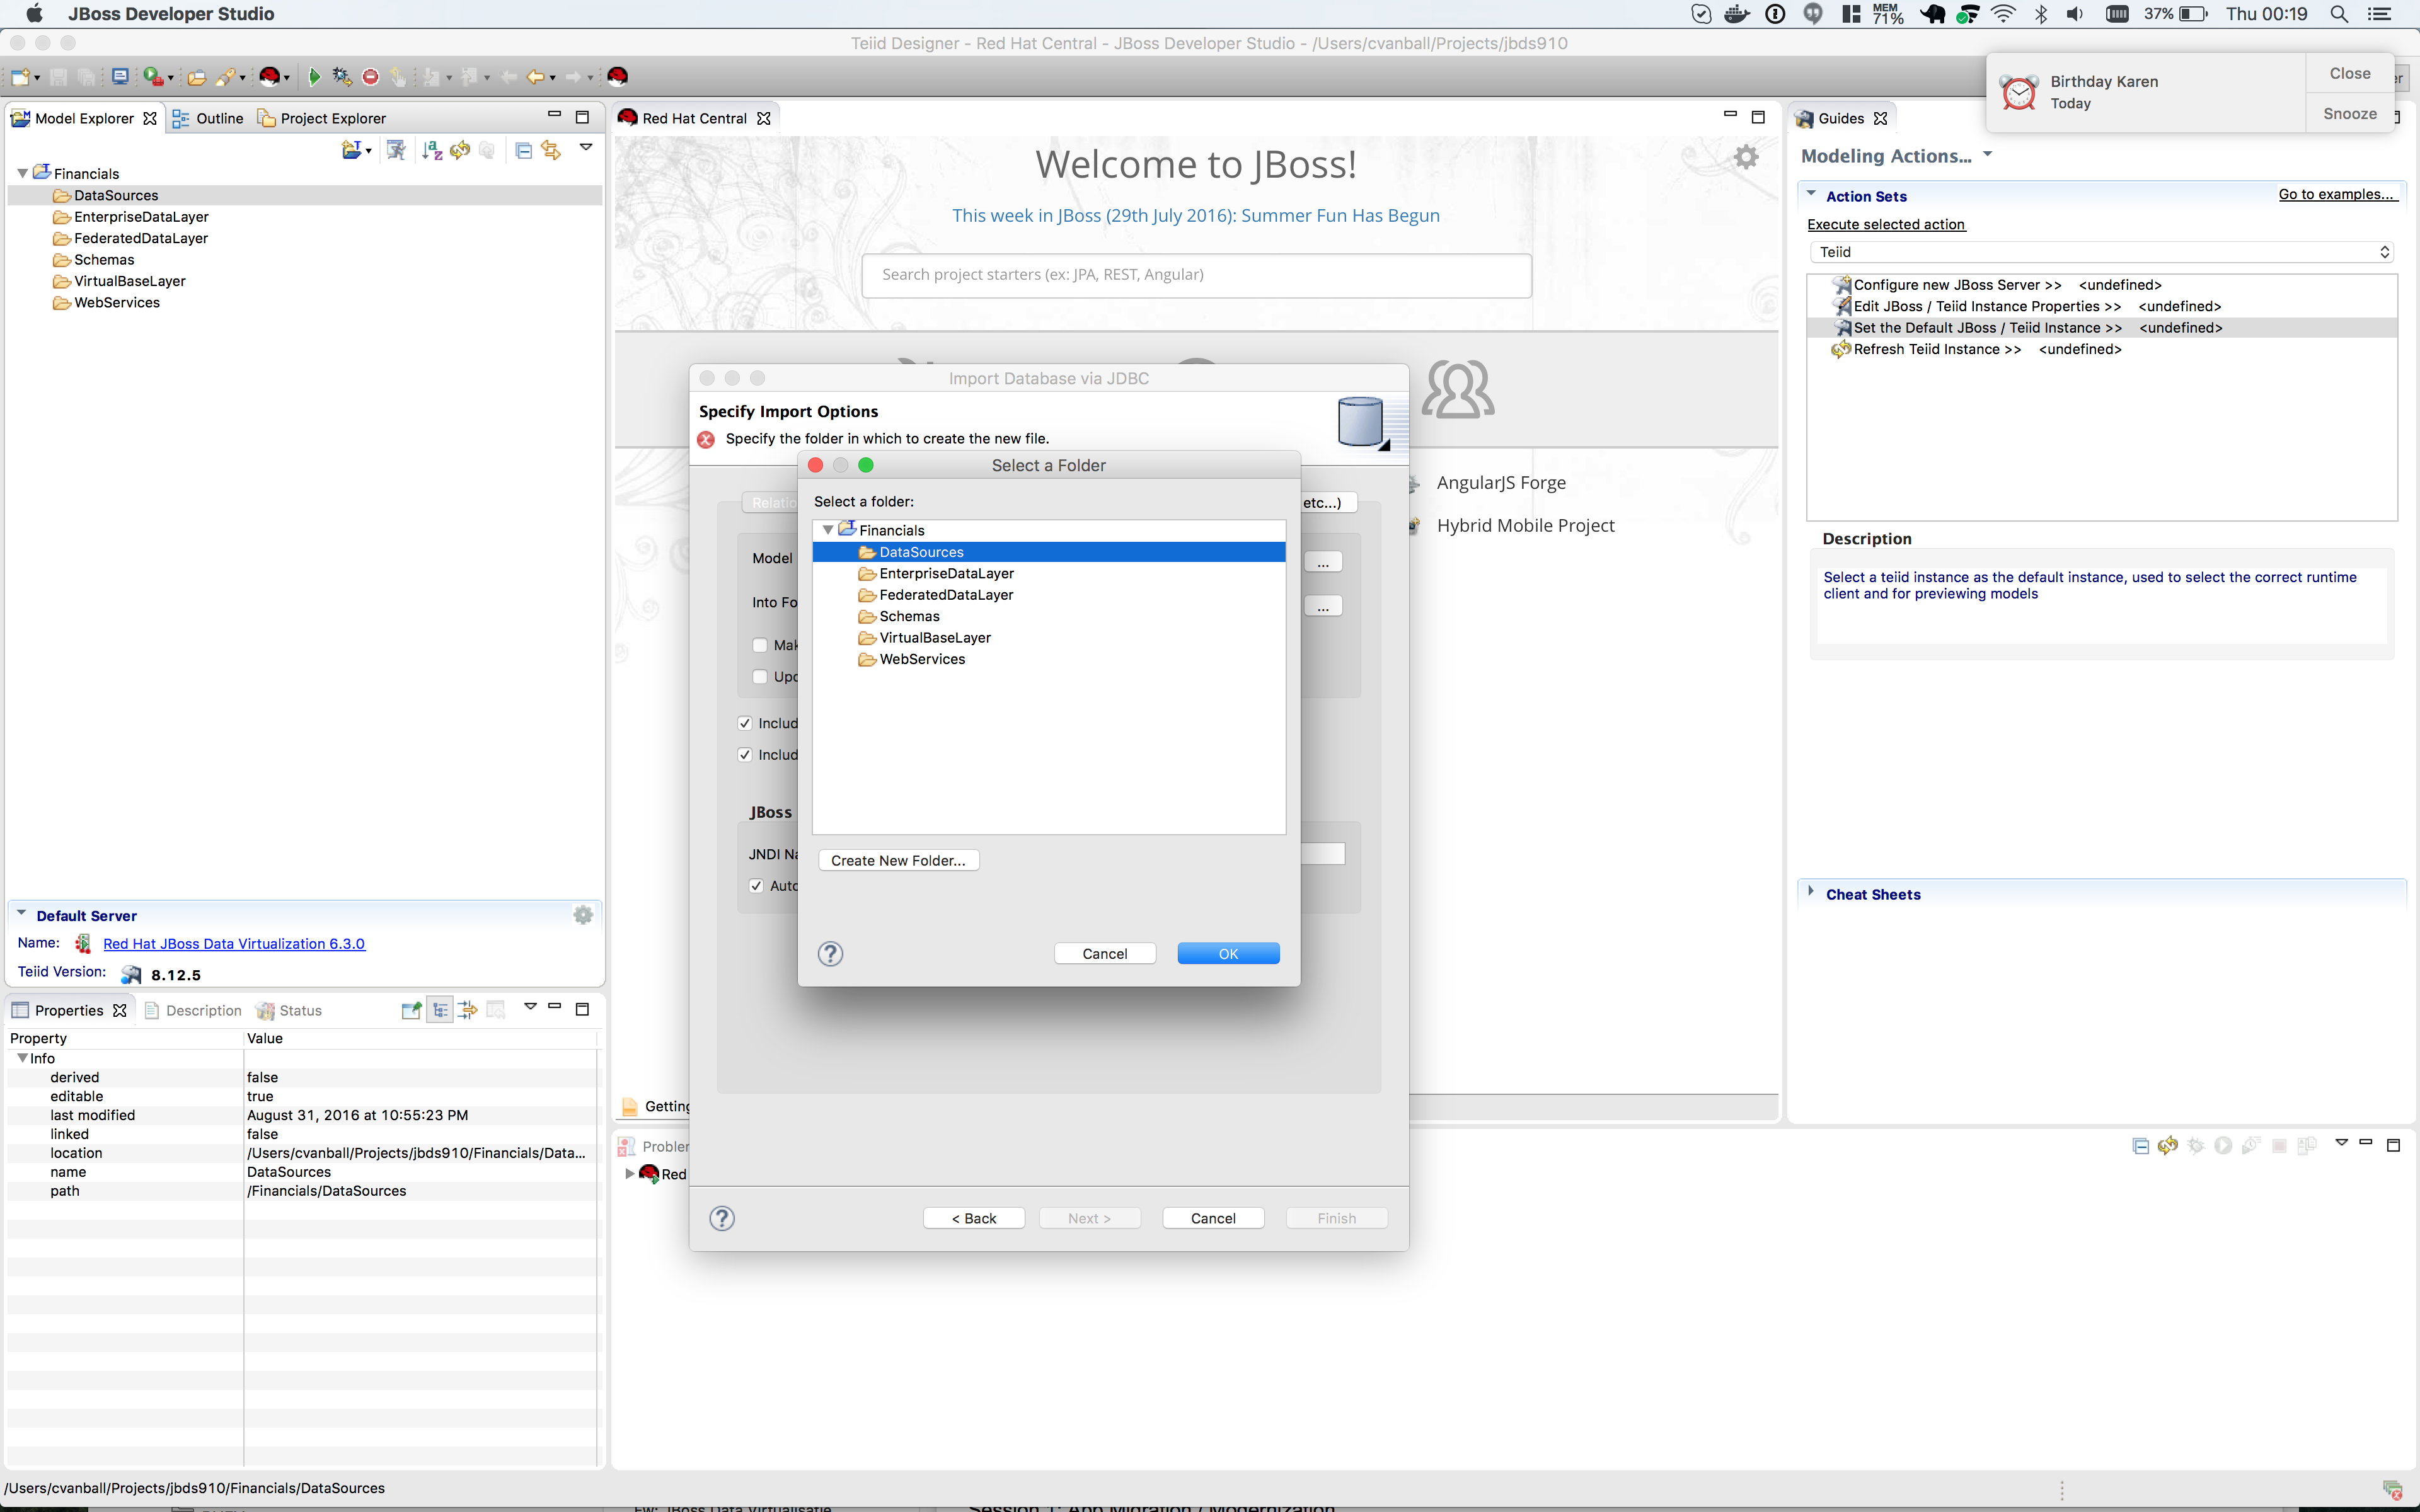 JBoss Developer Studio
MEM
71%
37%
Thu 00:19
Teiid Designer - Red Hat Central - JBoss Developer Studio - /Users/cvanball/Projects/jbds910
Birthday Karen
Today
Close
Snooze
Model Explorer
Outline
Project Explorer
Financials
DataSources
EnterpriseDataLayer
FederatedDataLayer
Schemas
VirtualBaseLayer
WebServices
Default Server
Name: Red Hat JBoss Data Virtualization 6.3.0
Teiid Version: 8.12.5
Properties
Description
Status
Property Value
Info
derived false
editable true
last modified August 31, 2016 at 10:55:23 PM
linked false
location /Users/cvanball/Projects/jbds910/Financials/Data...
name DataSources
path /Financials/DataSources
/Users/cvanball/Projects/jbds910/Financials/DataSources
Red Hat Central
Welcome to JBoss!
This week in JBoss (29th July 2016): Summer Fun Has Begun
Search project starters (ex: JPA, REST, Angular)
AngularJS Forge
Hybrid Mobile Project
Getting
Problem
Red
Import Database via JDBC
Specify Import Options
Specify the folder in which to create the new file.
Relatio
etc...)
Model
...
Into Fo
...
Mak
Upd
Includ
Includ
JBoss
JNDI Na
Auto
< Back
Next >
Cancel
Finish
Select a Folder
Select a folder:
Financials
DataSources
EnterpriseDataLayer
FederatedDataLayer
Schemas
VirtualBaseLayer
WebServices
Create New Folder...
Cancel
OK
Guides
Modeling Actions...
Action Sets
Go to examples...
Execute selected action
Teiid
Configure new JBoss Server >> <undefined>
Edit JBoss / Teiid Instance Properties >> <undefined>
Set the Default JBoss / Teiid Instance >> <undefined>
Refresh Teiid Instance >> <undefined>
Description
Select a teiid instance as the default instance, used to select the correct runtime
client and for previewing models
Cheat Sheets